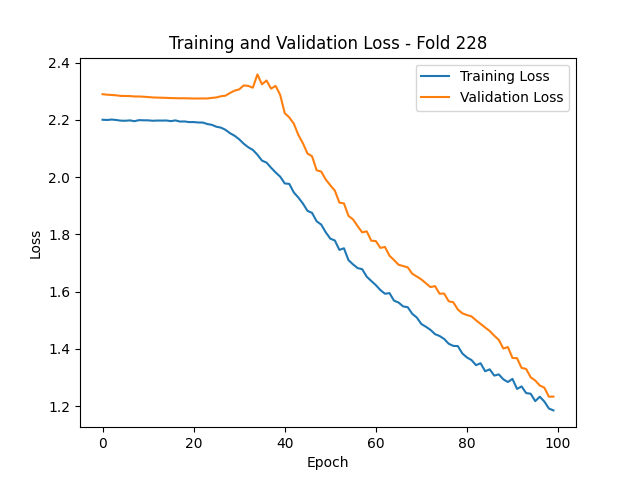 Training and Validation Loss - Fold 228
Training Loss
Validation Loss
2.4
2.2
2.0
1.8
1.6
1.4
1.2
Loss
0
20
40
60
80
100
Epoch